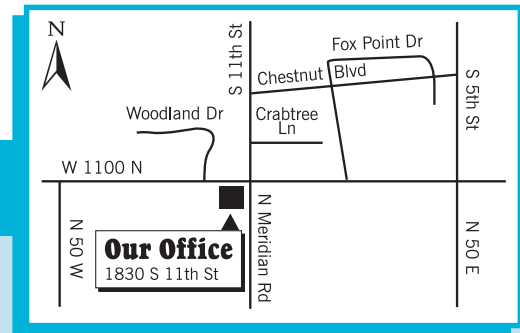 N
S 11th St
Fox Point Dr
Chestnut Blvd
S 5th St
Woodland Dr
Crabtree
Ln
W 1100 N
N 50 W
Our Office
1830 S 11th St
N Meridian Rd
N 50 E